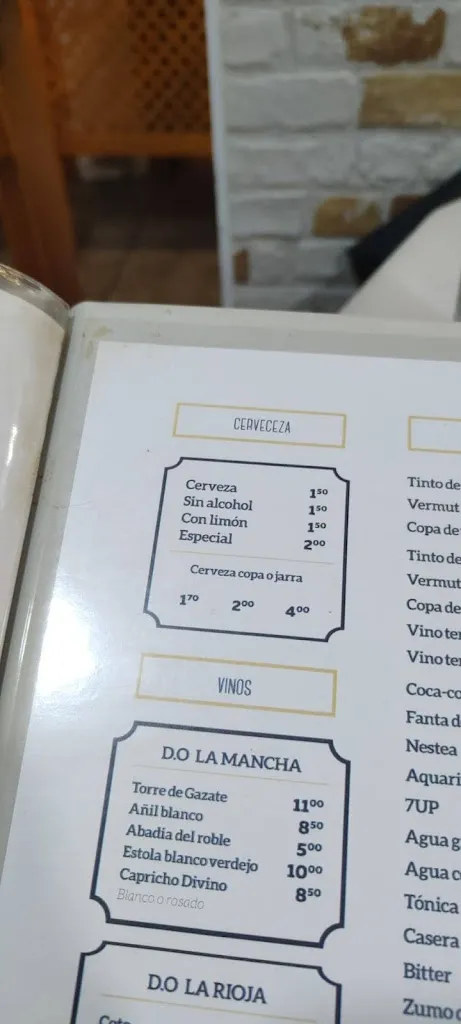 CERVECEZA
Cerveza 1⁵⁰
Sin alcohol 1⁵⁰
Con limón 1⁵⁰
Especial 2⁰⁰
Cerveza copa o jarra
1⁷⁰ 2⁰⁰ 4⁰⁰
VINOS
D.O LA MANCHA
Torre de Gazate 11⁰⁰
Añil blanco 8⁵⁰
Abadia del roble 5⁰⁰
Estola blanco verdejo 10⁰⁰
Capricho Divino 8⁵⁰
Blanco o rosado
D.O LA RIOJA
Tinto de
Vermut
Copa de
Tinto de
Vermut
Copa de
Vino
Vino
Coca-co
Fanta d
Nestea
Aquari
7UP
Agua g
Agua c
Tónica
Casera
Bitter
Zumo